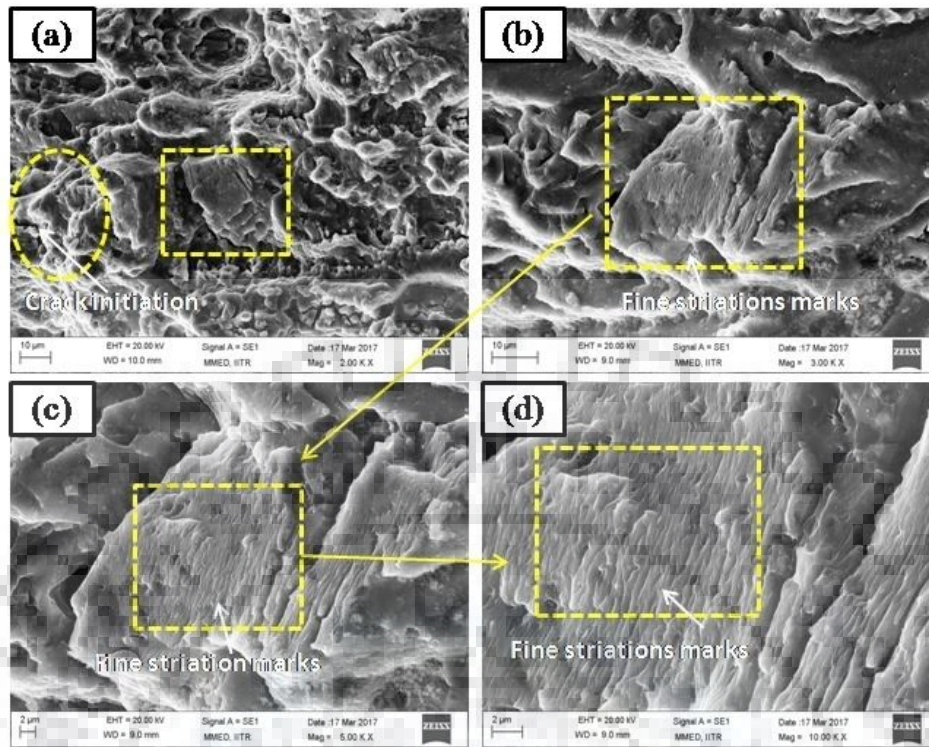 (a)
Crack initiation
10 µm
EHT = 20.00 kV
WD = 10.0 mm
Signal A = SE1
MMED, IITR
Date :17 Mar 2017
Mag = 2.00 K X
ZEISS
(b)
Fine striations marks
10 µm
EHT = 20.00 kV
WD = 9.0 mm
Signal A = SE1
MMED, IITR
Date :17 Mar 2017
Mag = 3.00 K X
ZEISS
(c)
Fine striation marks
2 µm
EHT = 20.00 kV
WD = 9.0 mm
Signal A = SE1
MMED, IITR
Date :17 Mar 2017
Mag = 5.00 K X
ZEISS
(d)
Fine striations marks
2 µm
EHT = 20.00 kV
WD = 9.0 mm
Signal A = SE1
MMED, IITR
Date :17 Mar 2017
Mag = 10.00 K X
ZEISS